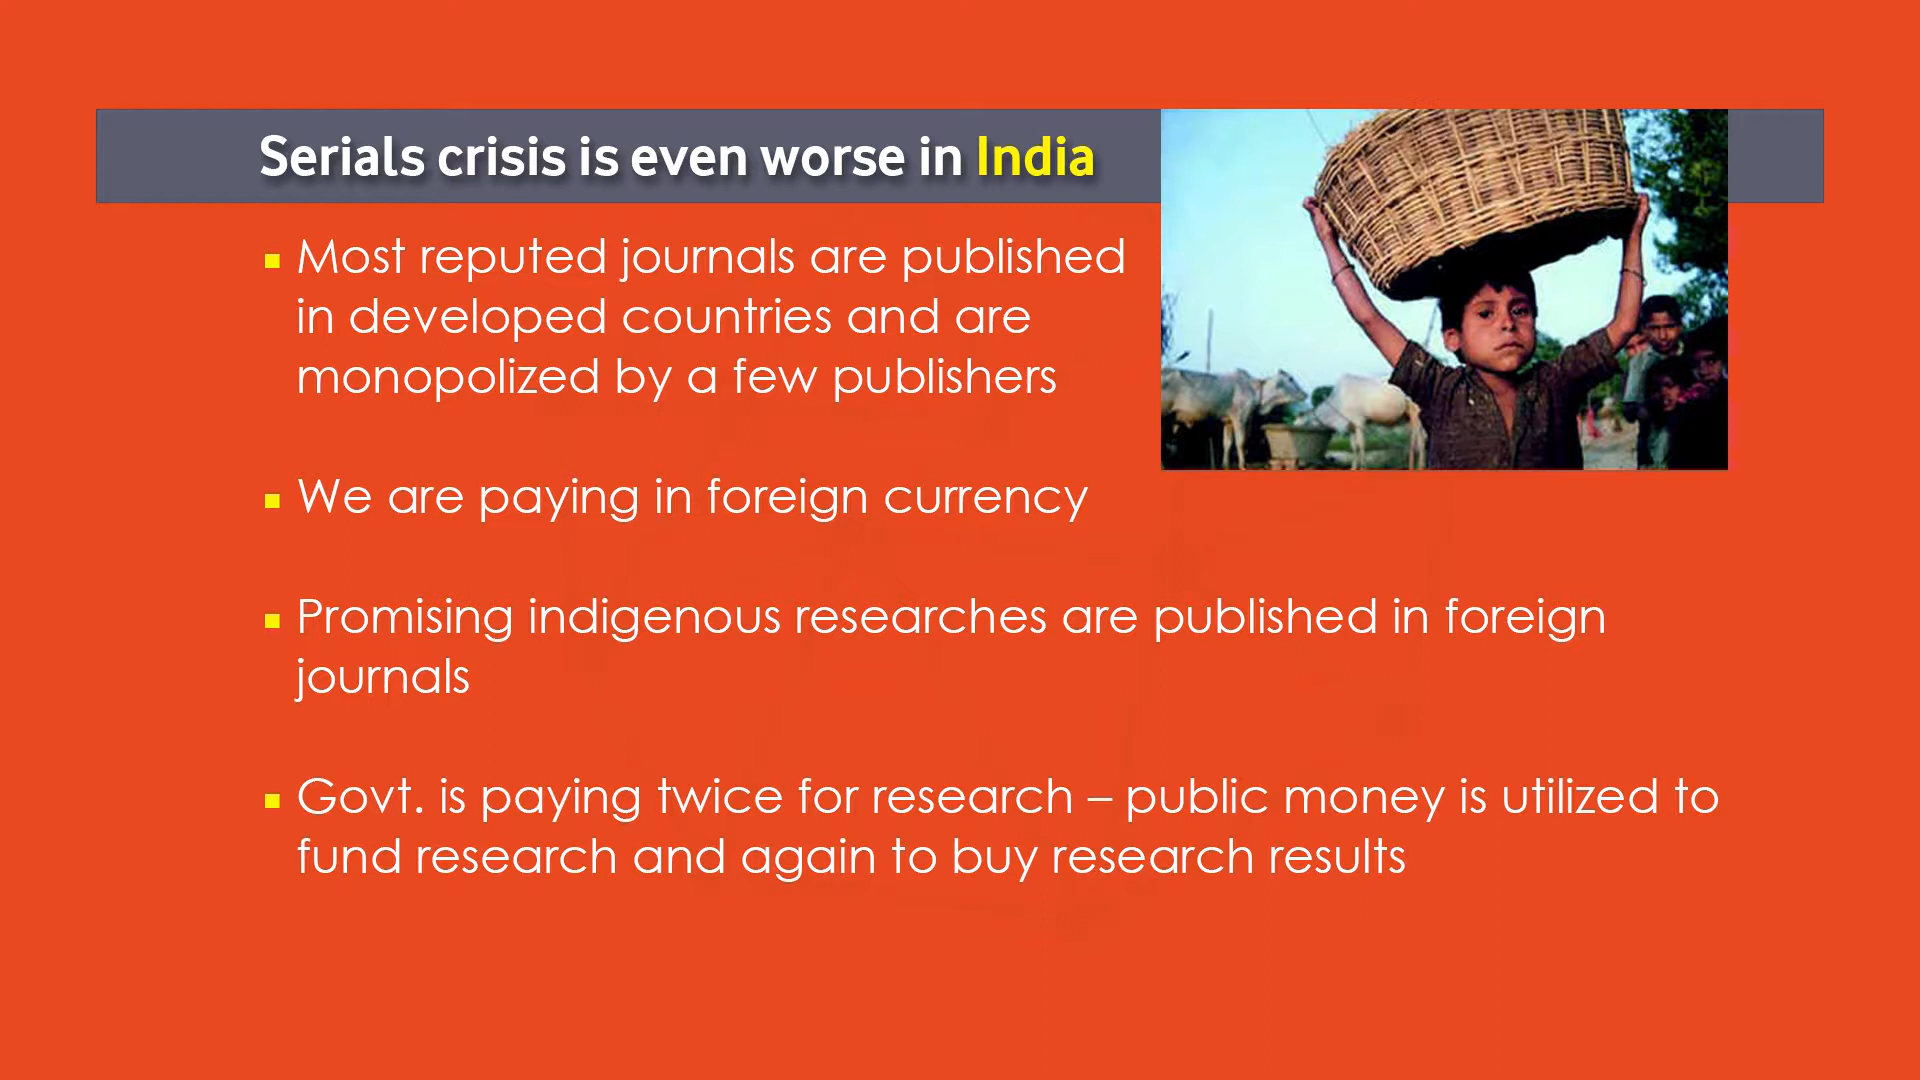 Serials crisis is even worse in India
Most reputed journals are published
in developed countries and are
monopolized by a few publishers
We are paying in foreign currency
Promising indigenous researches are published in foreign
journals
Govt. is paying twice for research – public money is utilized to
fund research and again to buy research results